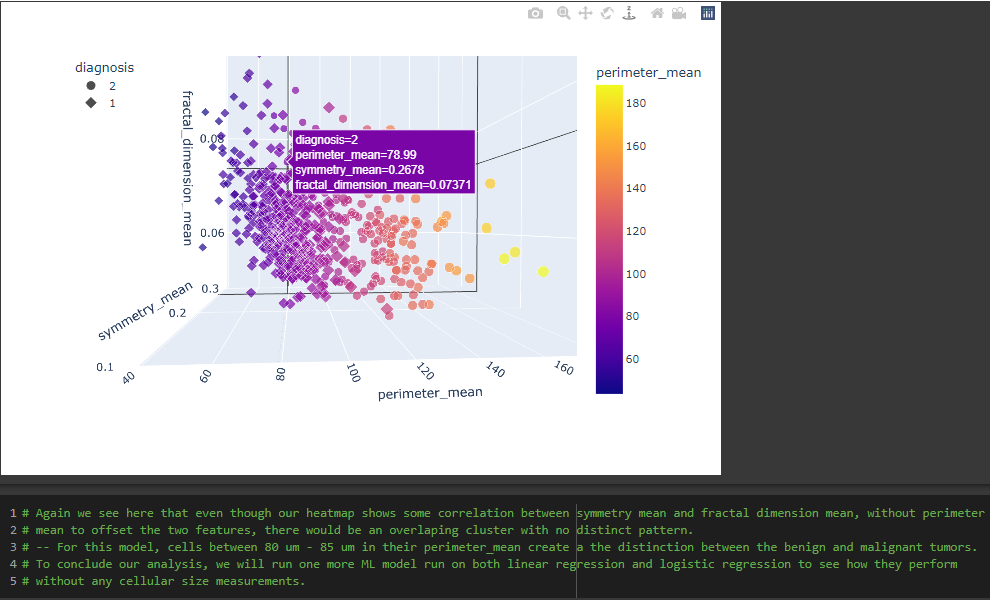 diagnosis
2
1
fractal_dimension_mean
0.08
0.06
0.3
0.2
0.1
symmetry_mean
40
60
80
100
120
140
160
perimeter_mean
diagnosis=2
perimeter_mean=78.99
symmetry_mean=0.2678
fractal_dimension_mean=0.07371
perimeter_mean
180
160
140
120
100
80
60
1 # Again we see here that even though our heatmap shows some correlation between symmetry mean and fractal dimension mean, without perimeter
2 # mean to offset the two features, there would be an overlaping cluster with no distinct pattern.
3 # -- For this model, cells between 80 um - 85 um in their perimeter_mean create a the distinction between the benign and malignant tumors.
4 # To conclude our analysis, we will run one more ML model run on both linear regression and logistic regression to see how they perform
5 # without any cellular size measurements.